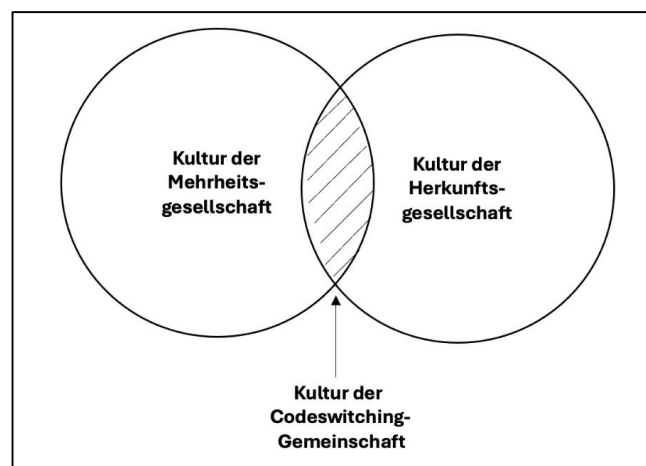 Kultur der
Mehrheits-
gesellschaft
Kultur der
Herkunfts-
gesellschaft
Kultur der
Codeswitching-
Gemeinschaft